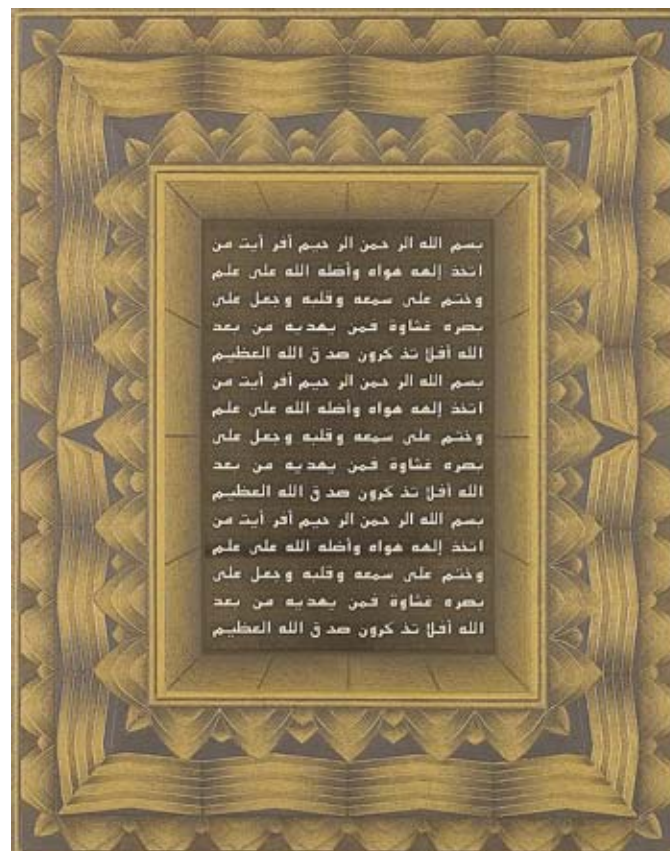 بسم الله الر حمن الر حيم أفر أيت من
اتخذ إلهه هواه وأضله الله على علم
وختم على سمعه وقلبه وجعل على
بصره غشاوة فمن يهديه من بعد
الله أفلا تذ كرون صد ق الله العظيم
بسم الله الر حمن الر حيم أفر أيت من
اتخذ إلهه هواه وأضله الله على علم
وختم على سمعه وقلبه وجعل على
بصره غشاوة فمن يهديه من بعد
الله أفلا تذ كرون صد ق الله العظيم
بسم الله الر حمن الر حيم أفر أيت من
اتخذ إلهه هواه وأضله الله على علم
وختم على سمعه وقلبه وجعل على
بصره غشاوة فمن يهديه من بعد
الله أفلا تذ كرون صد ق الله العظيم